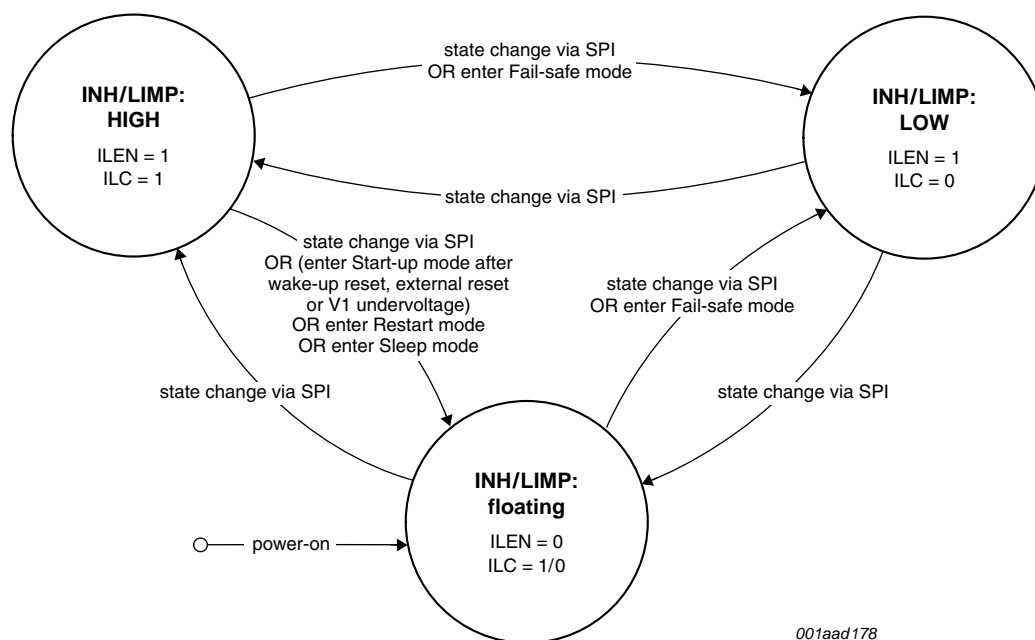 state change via SPI
OR enter Fail-safe mode
INH/LIMP:
HIGH
ILEN = 1
ILC = 1
INH/LIMP:
LOW
ILEN = 1
ILC = 0
state change via SPI
state change via SPI
OR (enter Start-up mode after
wake-up reset, external reset
or V1 undervoltage)
OR enter Restart mode
OR enter Sleep mode
state change via SPI
OR enter Fail-safe mode
state change via SPI
state change via SPI
INH/LIMP:
floating
ILEN = 0
ILC = 1/0
power-on
001aad178